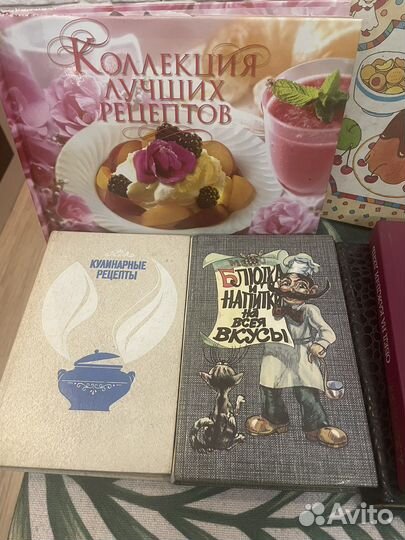 Коллекция
лучших
рецептов
КУЛИНАРНЫЕ
РЕЦЕПТЫ
БЛЮДА
И
НАПИТКИ
НА
ВСЕЯ
ВКУСЫ
Avito